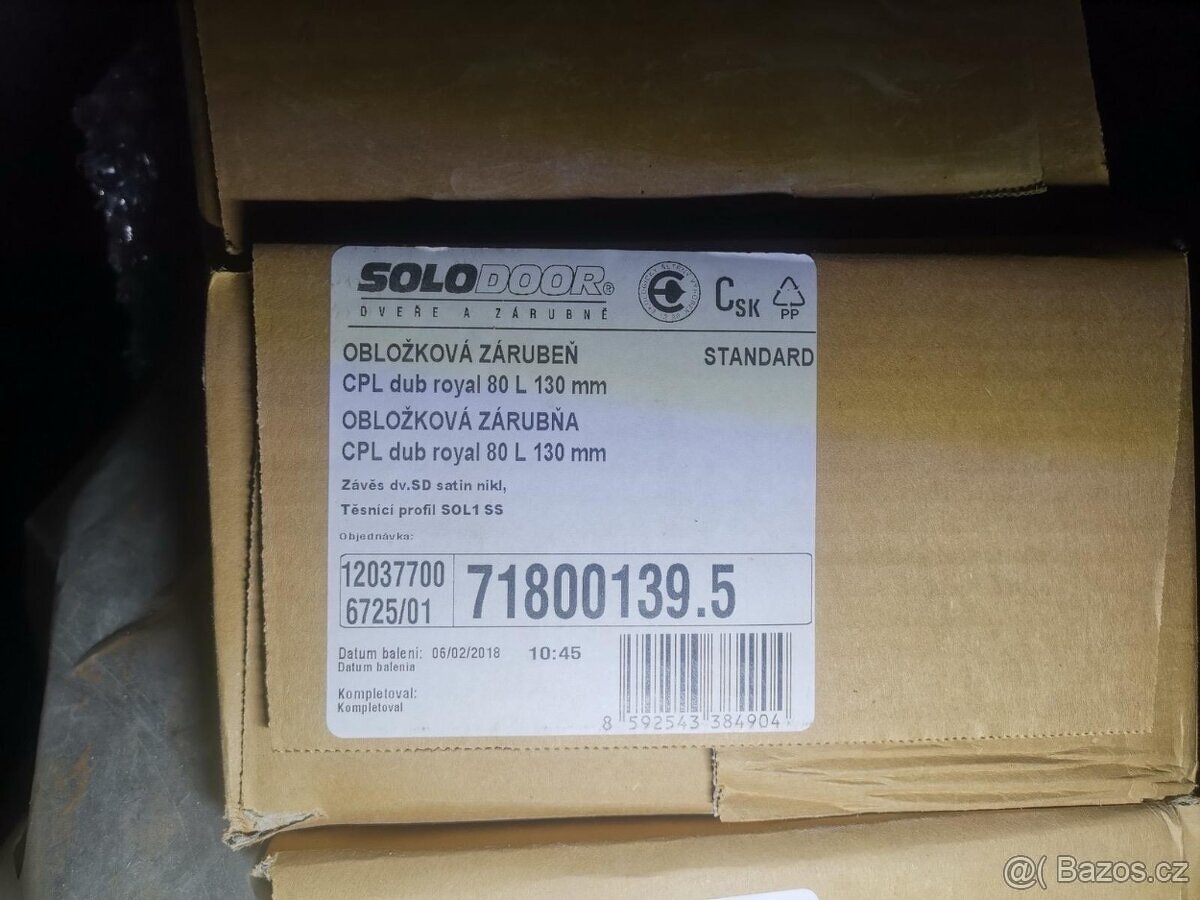 SOLODOOR®
DVEŘE A ZÁRUBNĚ
CSK
PP
OBLOŽKOVÁ ZÁRUBEŇ STANDARD
CPL dub royal 80 L 130 mm
OBLOŽKOVÁ ZÁRUBŇA
CPL dub royal 80 L 130 mm
Závěs dv.SD satin nikl,
Těsnící profil SOL1 SS
Objednávka:
12037700
6725/01
71800139.5
Datum balení: 06/02/2018 10:45
Datum balenia
Kompletoval:
Kompletoval
8 592543 384904
@( Bazos.cz